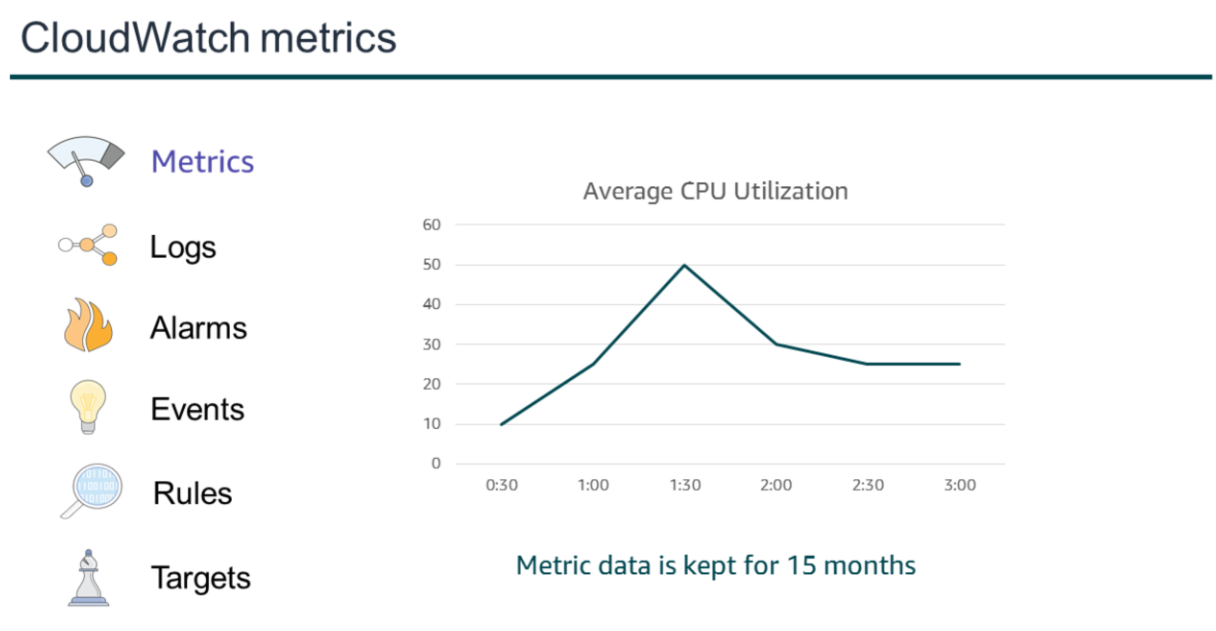 CloudWatch metrics
Metrics
Logs
Alarms
Events
Rules
Targets
Average CPU Utilization
60
50
40
30
20
10
0
0:30 1:00 1:30 2:00 2:30 3:00
Metric data is kept for 15 months